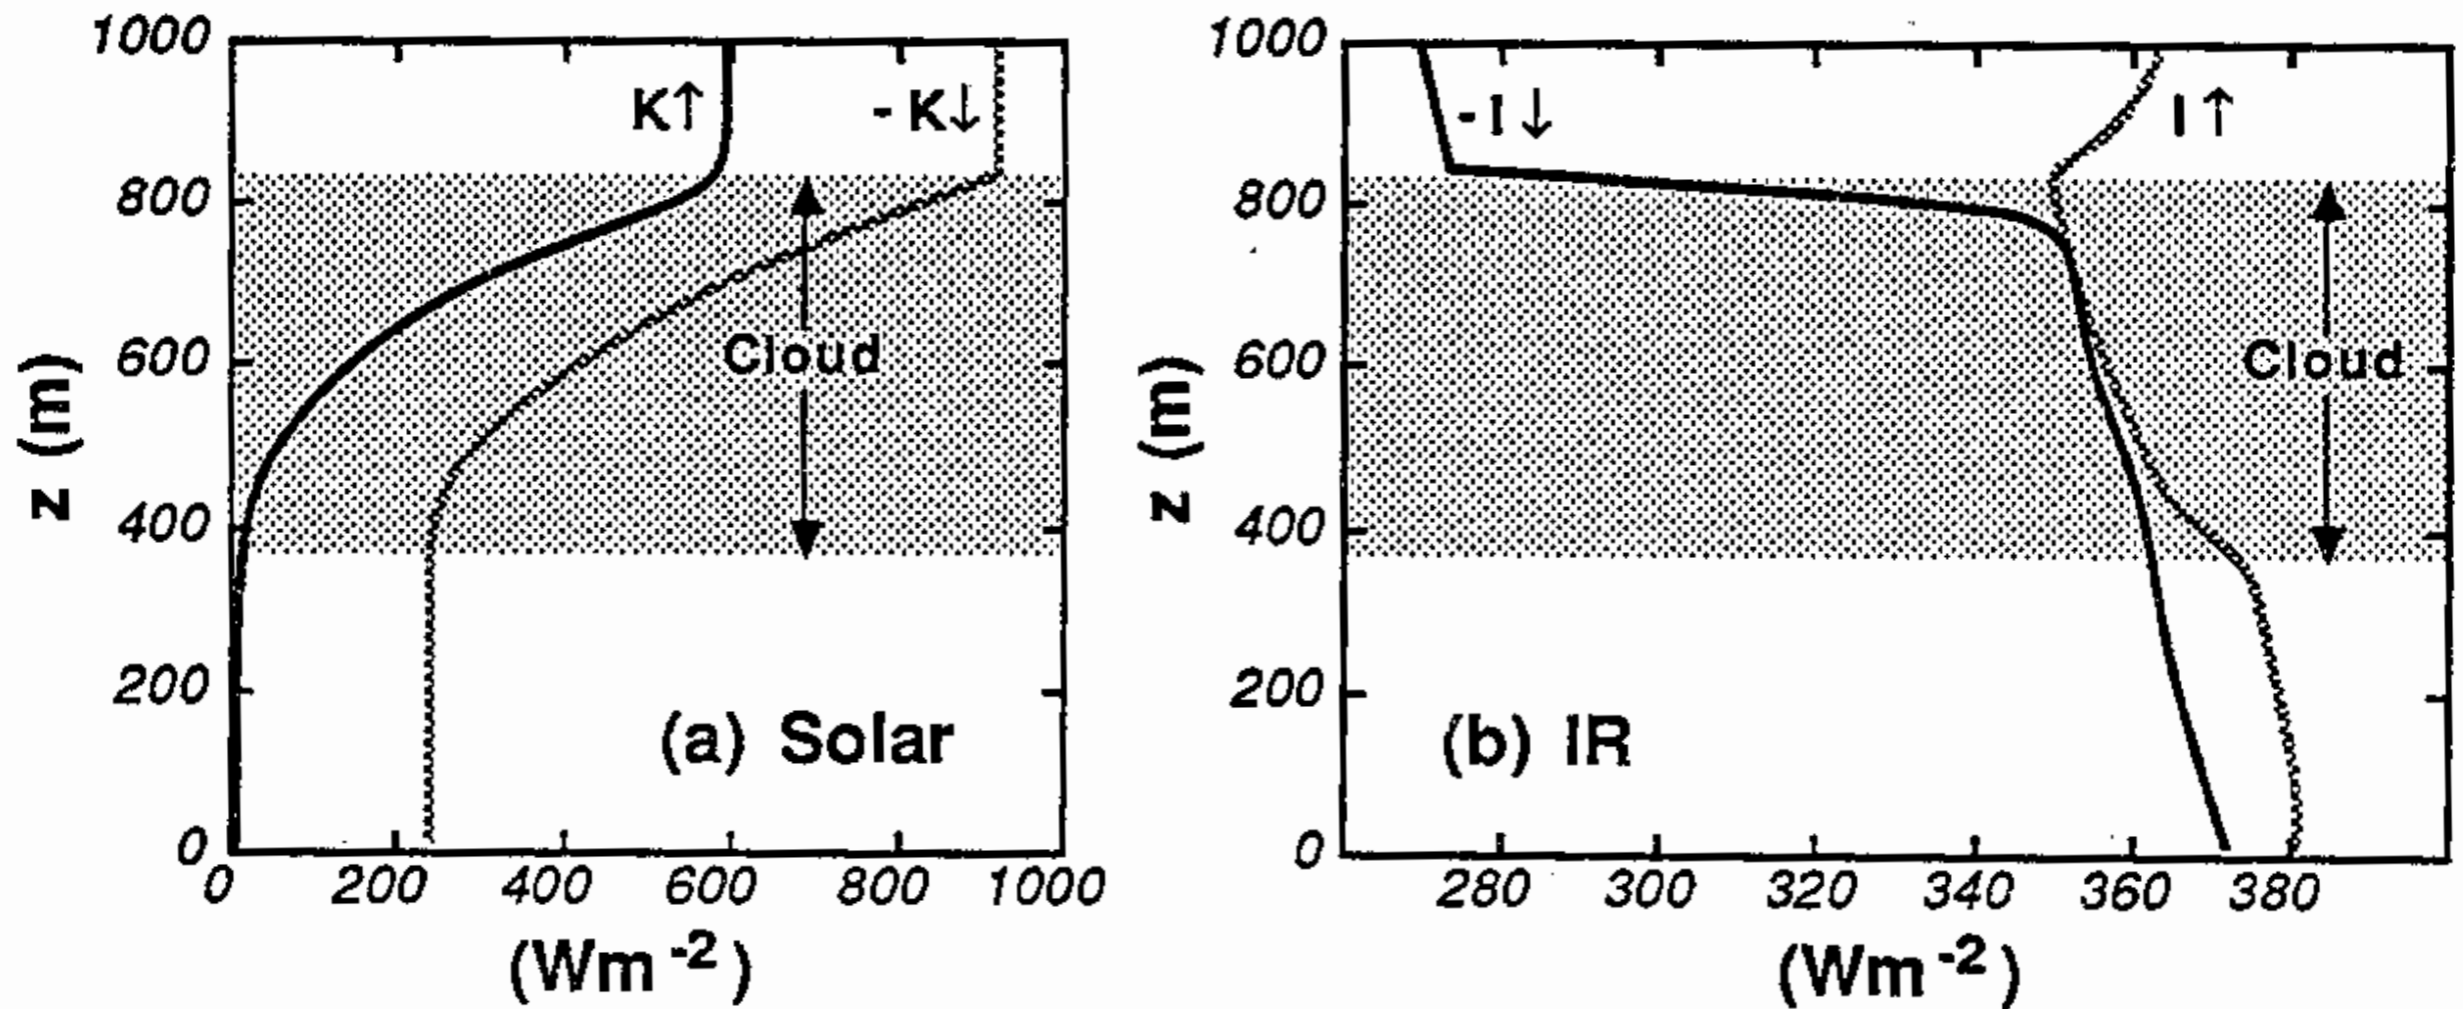 1000
800
600
400
200
0
z (m)
K↑
- K↓
Cloud
(a) Solar
0 200 400 600 800 1000
(Wm-2)
1000
800
600
400
200
0
z (m)
- I↓
I↑
Cloud
(b) IR
280 300 320 340 360 380
(Wm-2)